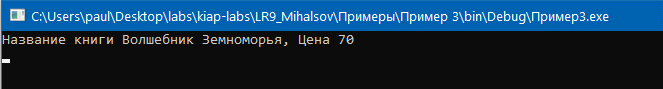 C:\Users\paul\Desktop\labs\kiap-labs\LR9_Mihalsov\Примеры\Пример 3\bin\Debug\Пример3.exe
Название книги Волшебник Земноморья, Цена 70